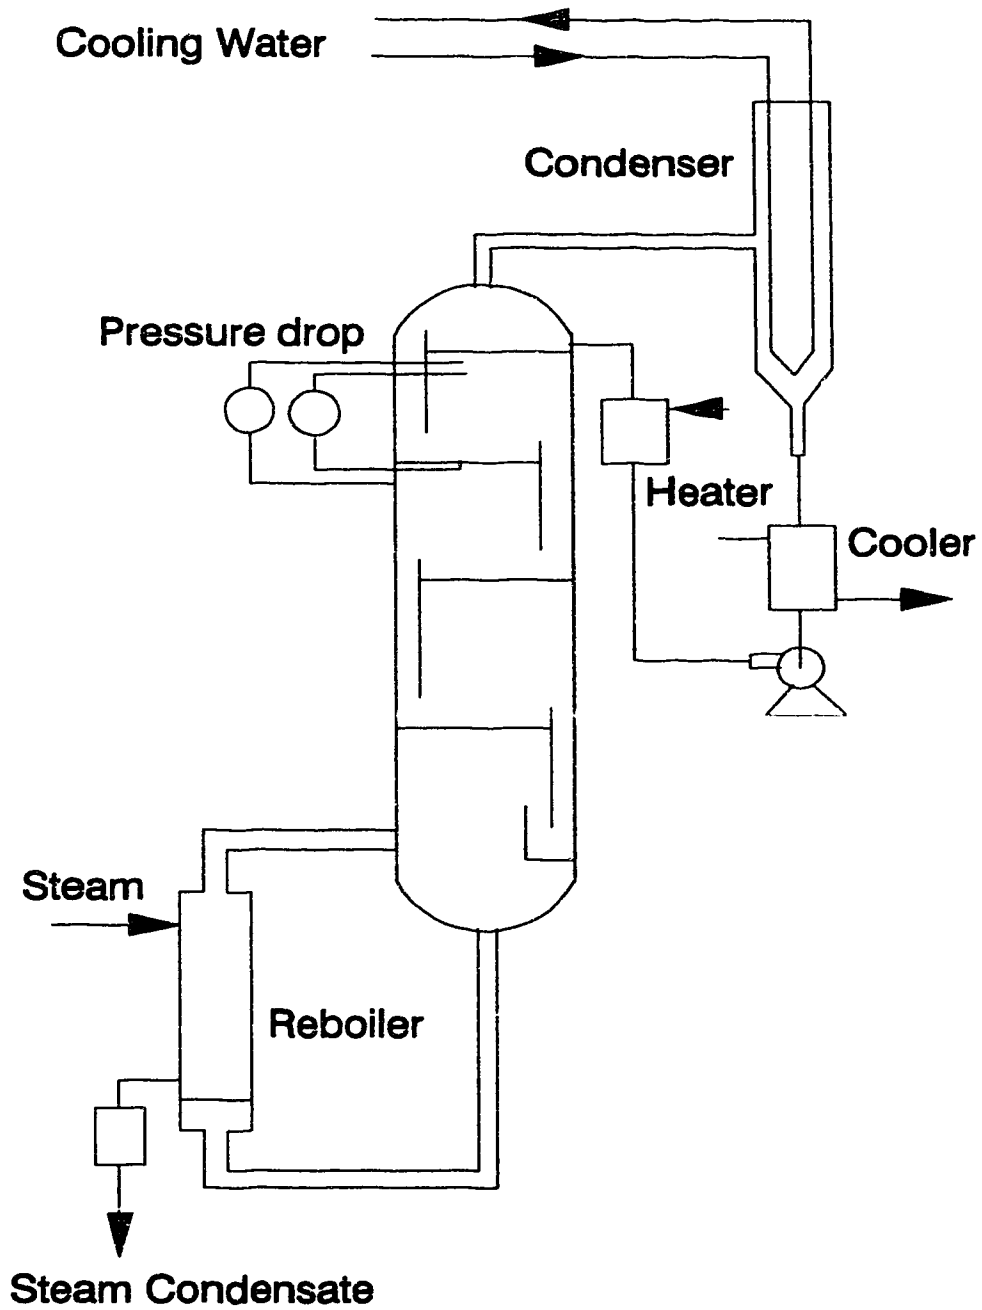 Cooling Water
Condenser
Pressure drop
Heater
Cooler
Steam
Reboiler
Steam Condensate